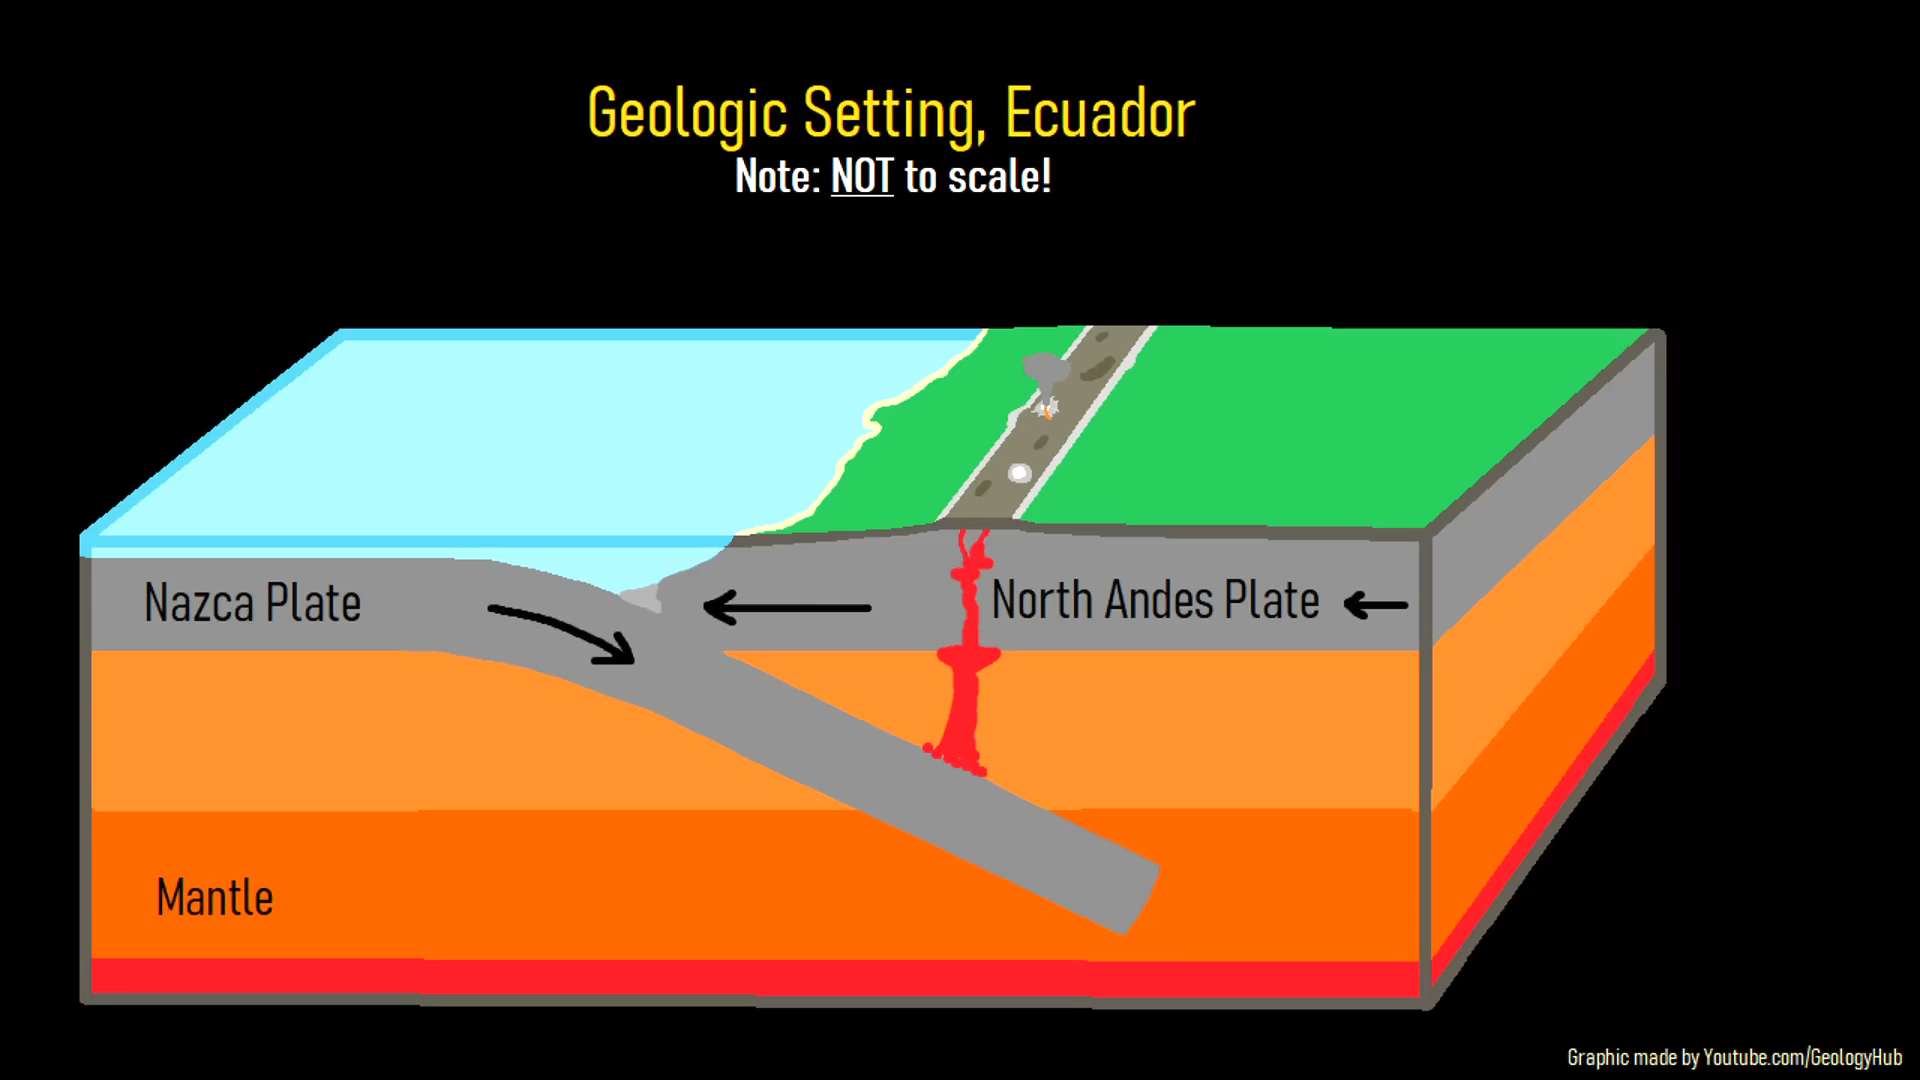 Geologic Setting, Ecuador
Note: NOT to scale!
Nazca Plate
North Andes Plate
Mantle
Graphic made by Youtube.com/GeologyHub